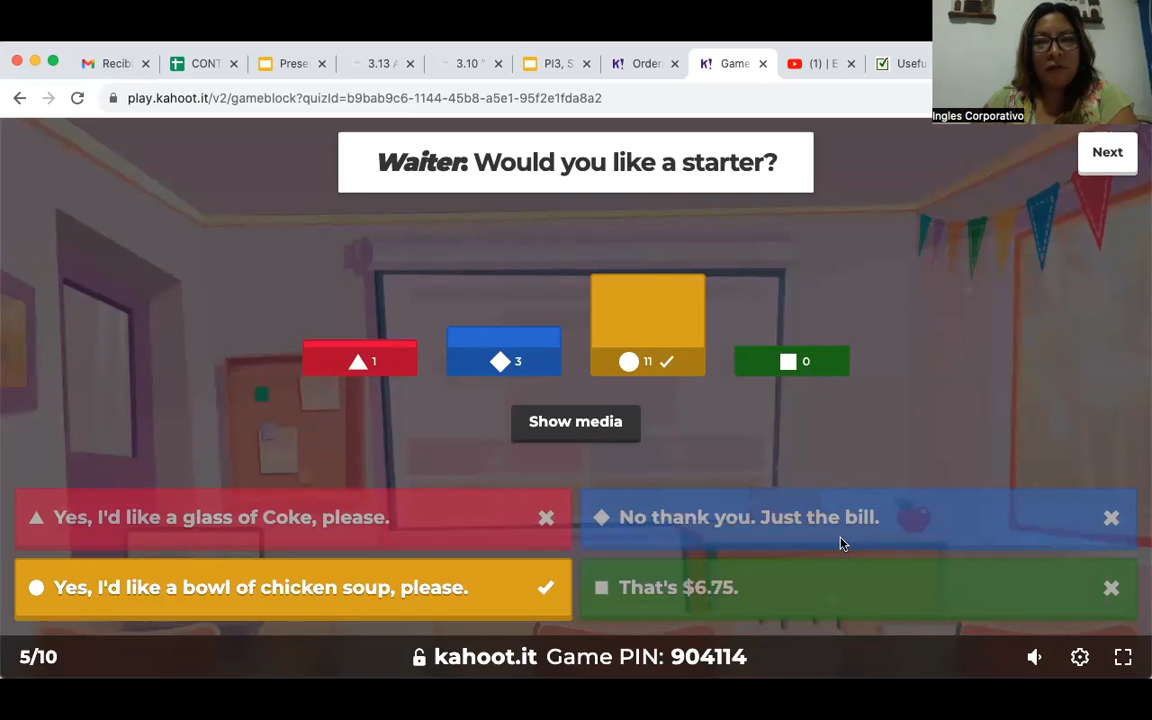 Recib
CONT
Prese
3.13 A
3.10 "
PI3, S
K! Order
K! Game
(1) | E
Usefu
play.kahoot.it/v2/gameblock?quizId=b9bab9c6-1144-45b8-a5e1-95f2e1fda8a2
Ingles Corporativo
Waiter: Would you like a starter?
Next
1
3
11
0
Show media
Yes, I'd like a glass of Coke, please.
No thank you. Just the bill.
Yes, I'd like a bowl of chicken soup, please.
That's $6.75.
5/10
kahoot.it Game PIN: 904114